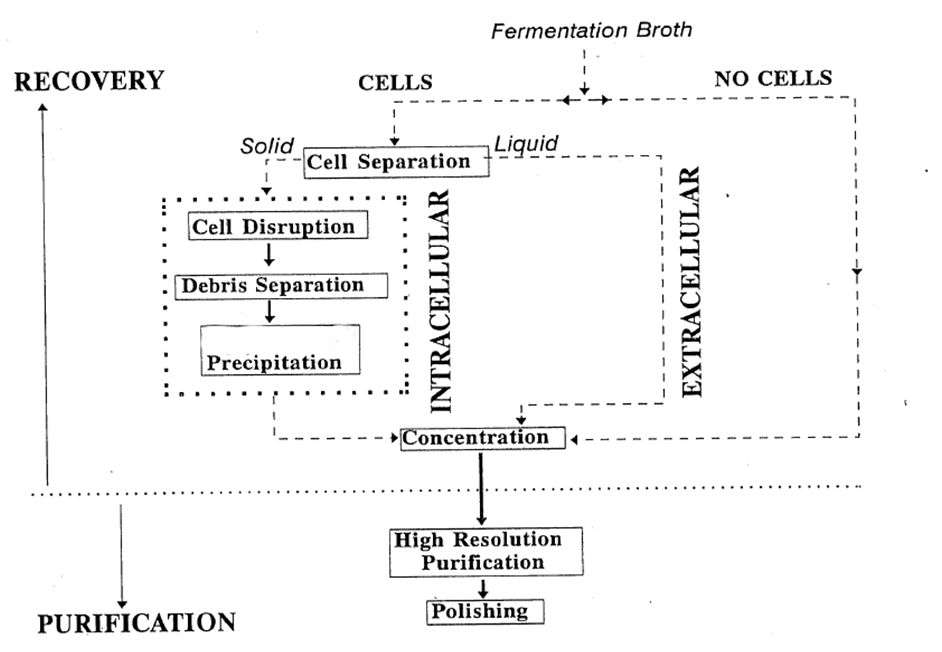 Fermentation Broth
RECOVERY
CELLS
NO CELLS
Solid
Cell Separation
Liquid
Cell Disruption
Debris Separation
Precipitation
INTRACELLULAR
EXTRACELLULAR
Concentration
High Resolution
Purification
Polishing
PURIFICATION